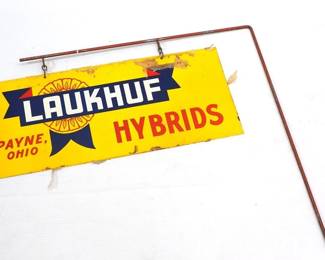 LAUKHUF
PAYNE, HYBRIDS
OHIO